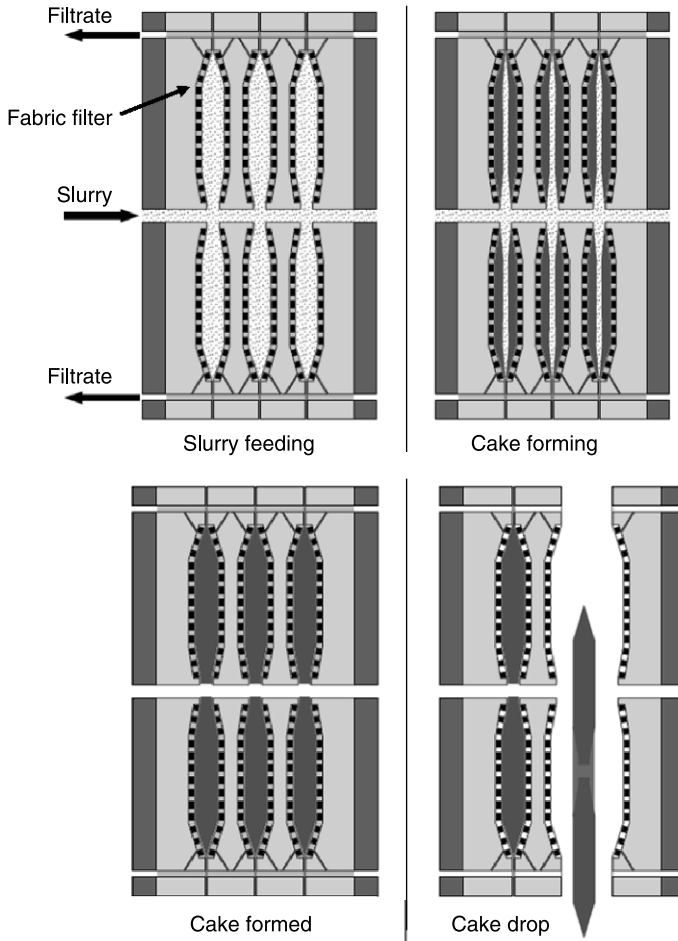 Filtrate
Fabric filter
Slurry
Filtrate
Slurry feeding
Cake forming
Cake formed
Cake drop